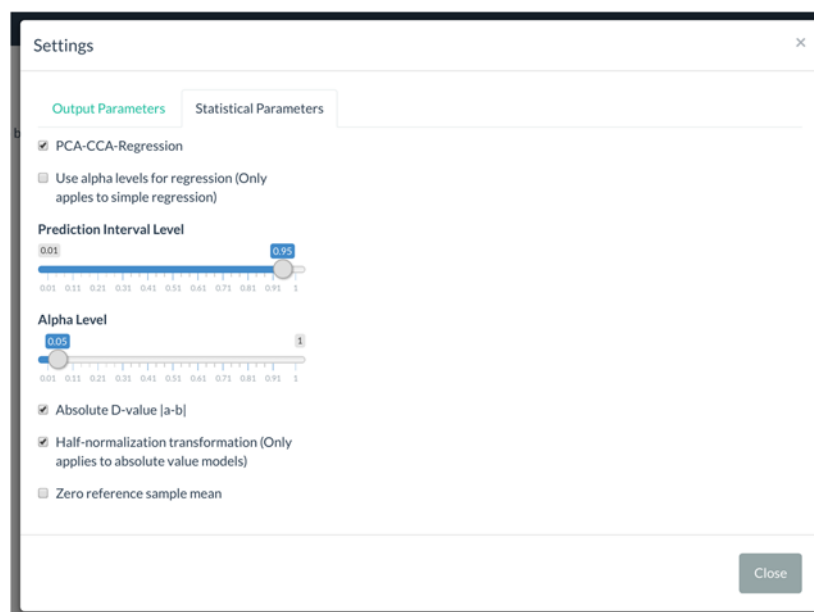 Settings
×
Output Parameters
Statistical Parameters
b
PCA-CCA-Regression
Use alpha levels for regression (Only
apples to simple regression)
Prediction Interval Level
0.01
0.95
0.01 0.11 0.21 0.31 0.41 0.51 0.61 0.71 0.81 0.91 1
Alpha Level
0.05
1
0.01 0.11 0.21 0.31 0.41 0.51 0.61 0.71 0.81 0.91 1
Absolute D-value |a-b|
Half-normalization transformation (Only
applies to absolute value models)
Zero reference sample mean
Close